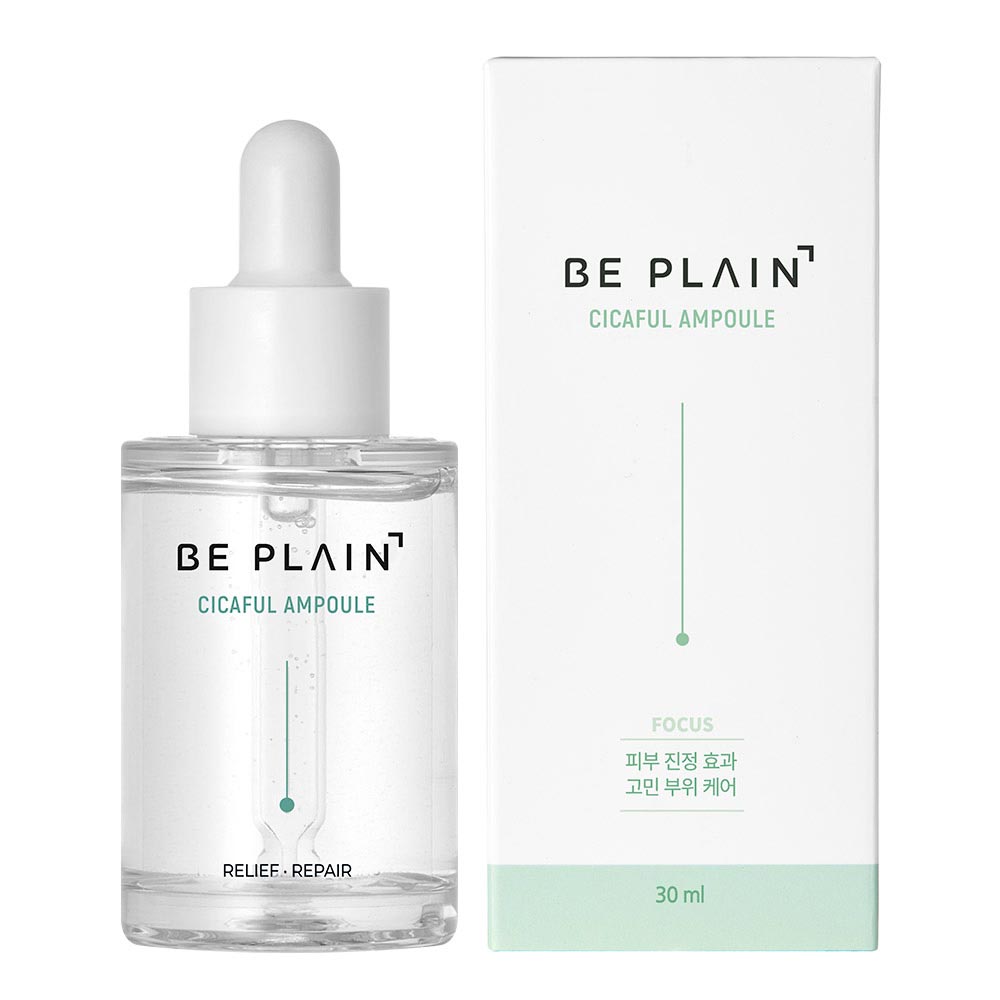 BE PLAIN
CICAFUL AMPOULE
RELIEF · REPAIR
BE PLAIN
CICAFUL AMPOULE
FOCUS
피부 진정 효과
고민 부위 케어
30 ml